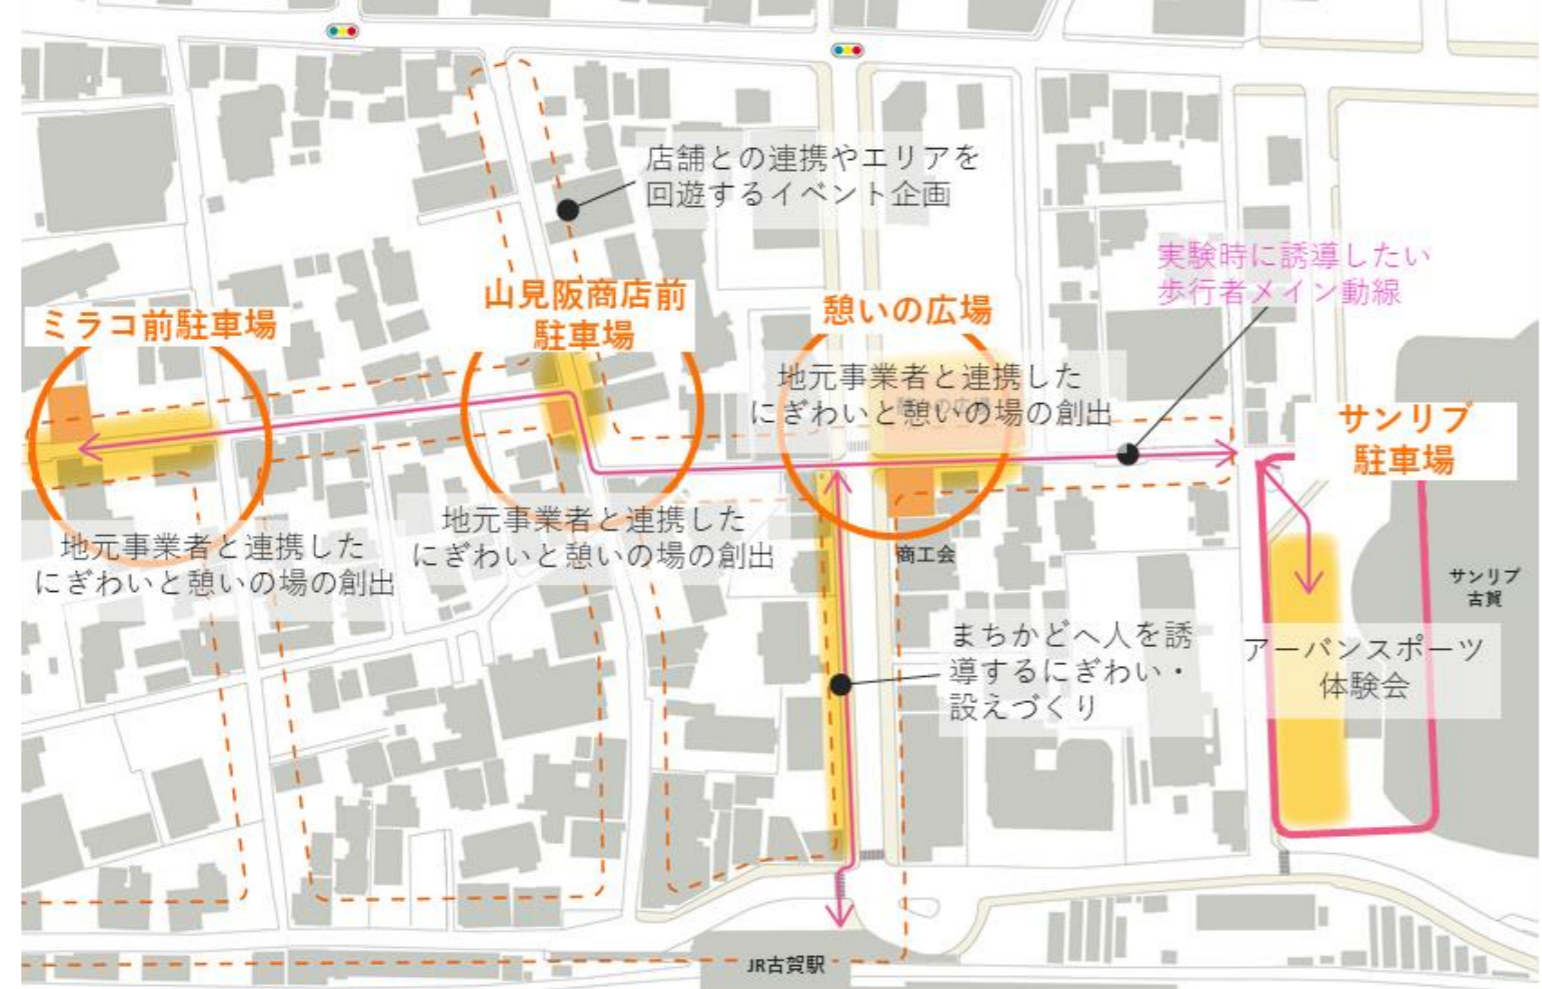 店舗との連携やエリアを
回遊するイベント企画
実験時に誘導したい
歩行者メイン動線
ミラコ前駐車場
山見阪商店前
駐車場
憩いの広場
地元事業者と連携した
にぎわいと憩いの場の創出
サンリブ
駐車場
地元事業者と連携した
にぎわいと憩いの場の創出
地元事業者と連携した
にぎわいと憩いの場の創出
商工会
サンリブ
古賀
まちかどへ人を誘
導するにぎわい・
設えづくり
アーバンスポーツ
体験会
JR古賀駅